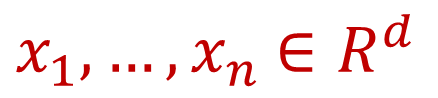 x₁, … , xₙ ∈ Rᵈ